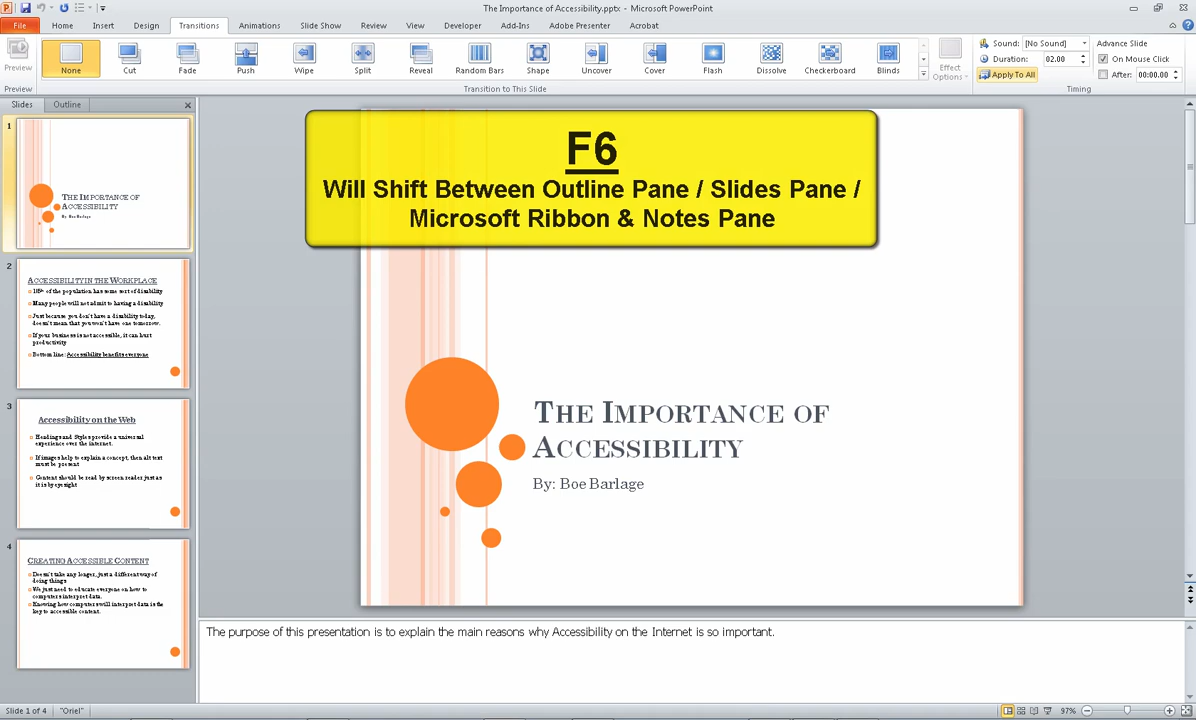 The Importance of Accessibility.pptx - Microsoft PowerPoint
File Home Insert Design Transitions Animations Slide Show Review View Developer Add-Ins Adobe Presenter Acrobat
Preview
None Cut Fade Push Wipe Split Reveal Random Bars Shape Uncover Cover Flash Dissolve Checkerboard Blinds
Effect
Options
Sound: [No Sound]
Duration: 02.00
Apply To All
Advance Slide
On Mouse Click
After: 00:00.00
Preview Transition to This Slide Timing
Slides Outline
1
The Importance of
Accessibility
By: Boe Barlage
2
Accessibility in the Workplace
of the population has some sort of disability
Many people will not admit to having a disability
Just because you don't have a disability today,
doesn't mean that you won't have one tomorrow.
If your business is not accessible, it can hurt
productivity
Bottom line: Accessibility benefits everyone
3
Accessibility on the Web
Headings and Styles provide a universal
experience over the internet.
If images help to explain a concept, then alt text
must be present
Content should be read by screen reader just as
it is by eyesight
4
Creating Accessible Content
Doesn't take any longer, just a different way of
doing things
We just need to educate everyone on how to
computers interpret data.
Knowing how computers will interpret data is the
key to accessible content.
F6
Will Shift Between Outline Pane / Slides Pane /
Microsoft Ribbon & Notes Pane
The Importance of
Accessibility
By: Boe Barlage
The purpose of this presentation is to explain the main reasons why Accessibility on the Internet is so important.
Slide 1 of 4 "Oriel" 97%